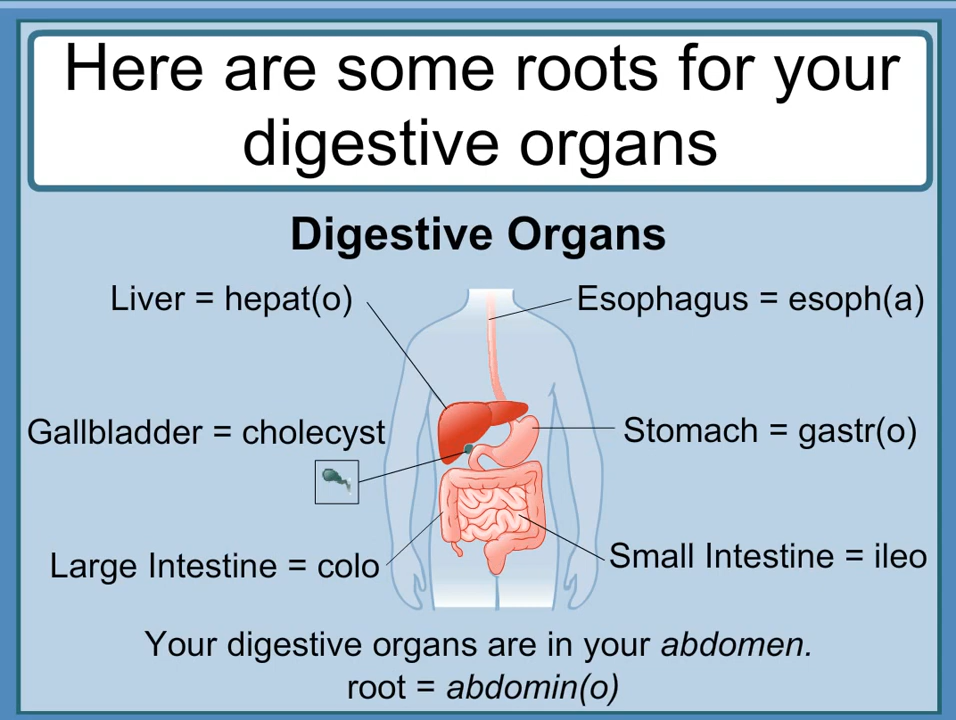 Here are some roots for your
digestive organs
Digestive Organs
Liver = hepat(o)
Esophagus = esoph(a)
Gallbladder = cholecyst
Stomach = gastr(o)
Large Intestine = colo
Small Intestine = ileo
Your digestive organs are in your abdomen.
root = abdomin(o)